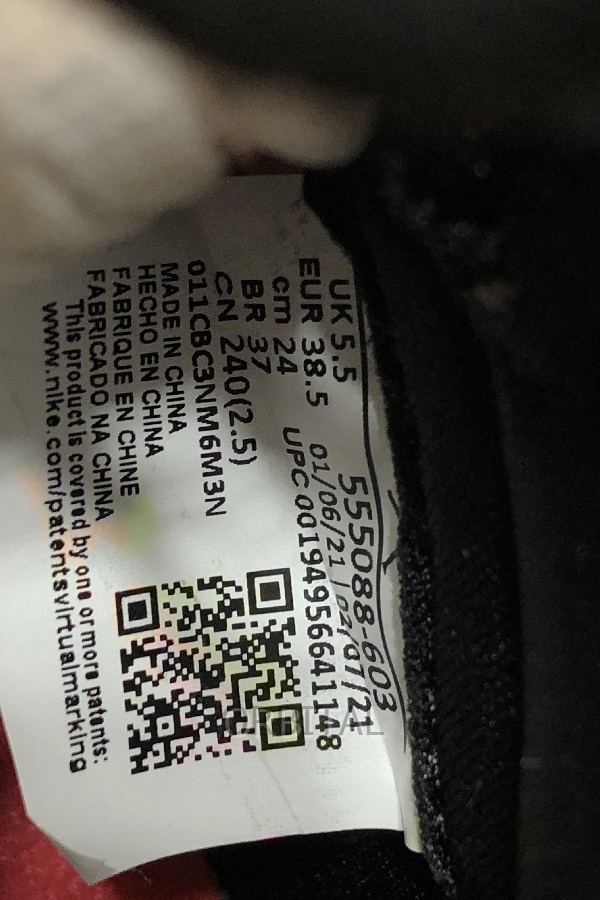 UK 5.5
EUR 38.5
cm 24
BR 37
CN 240(2.5)
555088-603
01/06/21 | 02/07/21
UPC 00194956641148
011CBC3NM6M3N
MADE IN CHINA
HECHO EN CHINA
FABRIQUE EN CHINE
FABRICADO NA CHINA
This product is covered by one or more patents:
www.nike.com/patentsvirtualmarking